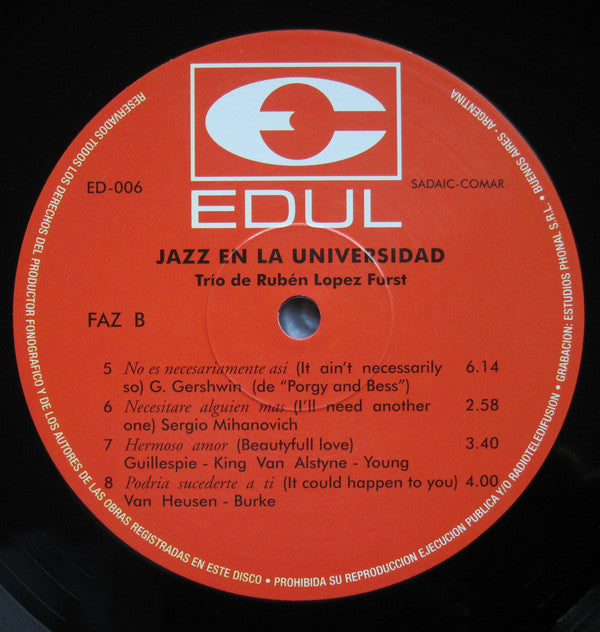 EDUL
ED-006
SADAIC-COMAR
JAZZ EN LA UNIVERSIDAD
Trío de Rubén Lopez Furst
FAZ B
5 No es necesariamente asi (It ain't necessarily 6.14
so) G. Gershwin (de "Porgy and Bess")
6 Necesitare alguien mas (I'll need another 2.58
one) Sergio Mihanovich
7 Hermoso amor (Beautyfull love) 3.40
Guillespie - King Van Alstyne - Young
8 Podria sucederte a ti (It could happen to you) 4.00
Van Heusen - Burke
RESERVADOS TODOS LOS DERECHOS DEL PRODUCTOR FONOGRAFICO Y DE LOS AUTORES DE LAS OBRAS REGISTRADAS EN ESTE DISCO • PROHIBIDA SU REPRODUCCION EJECUCION PUBLICA Y/O RADIOTELEDIFUSION • GRABACION: ESTUDIOS PHONAL S.R.L. • BUENOS AIRES - ARGENTINA